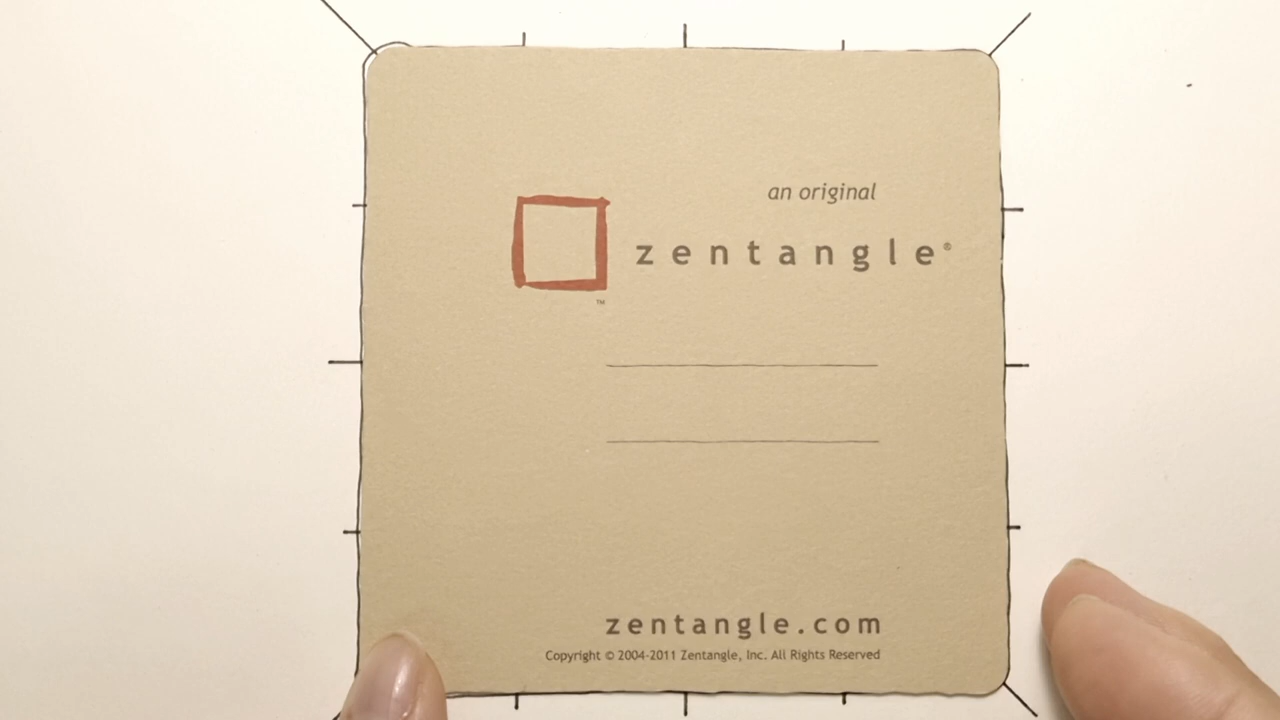 an original
zentangle®
™
zentangle.com
Copyright © 2004-2011 Zentangle, Inc. All Rights Reserved